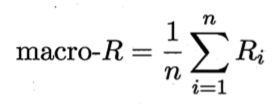 macro-R = \frac{1}{n} \sum_{i=1}^{n} R_i